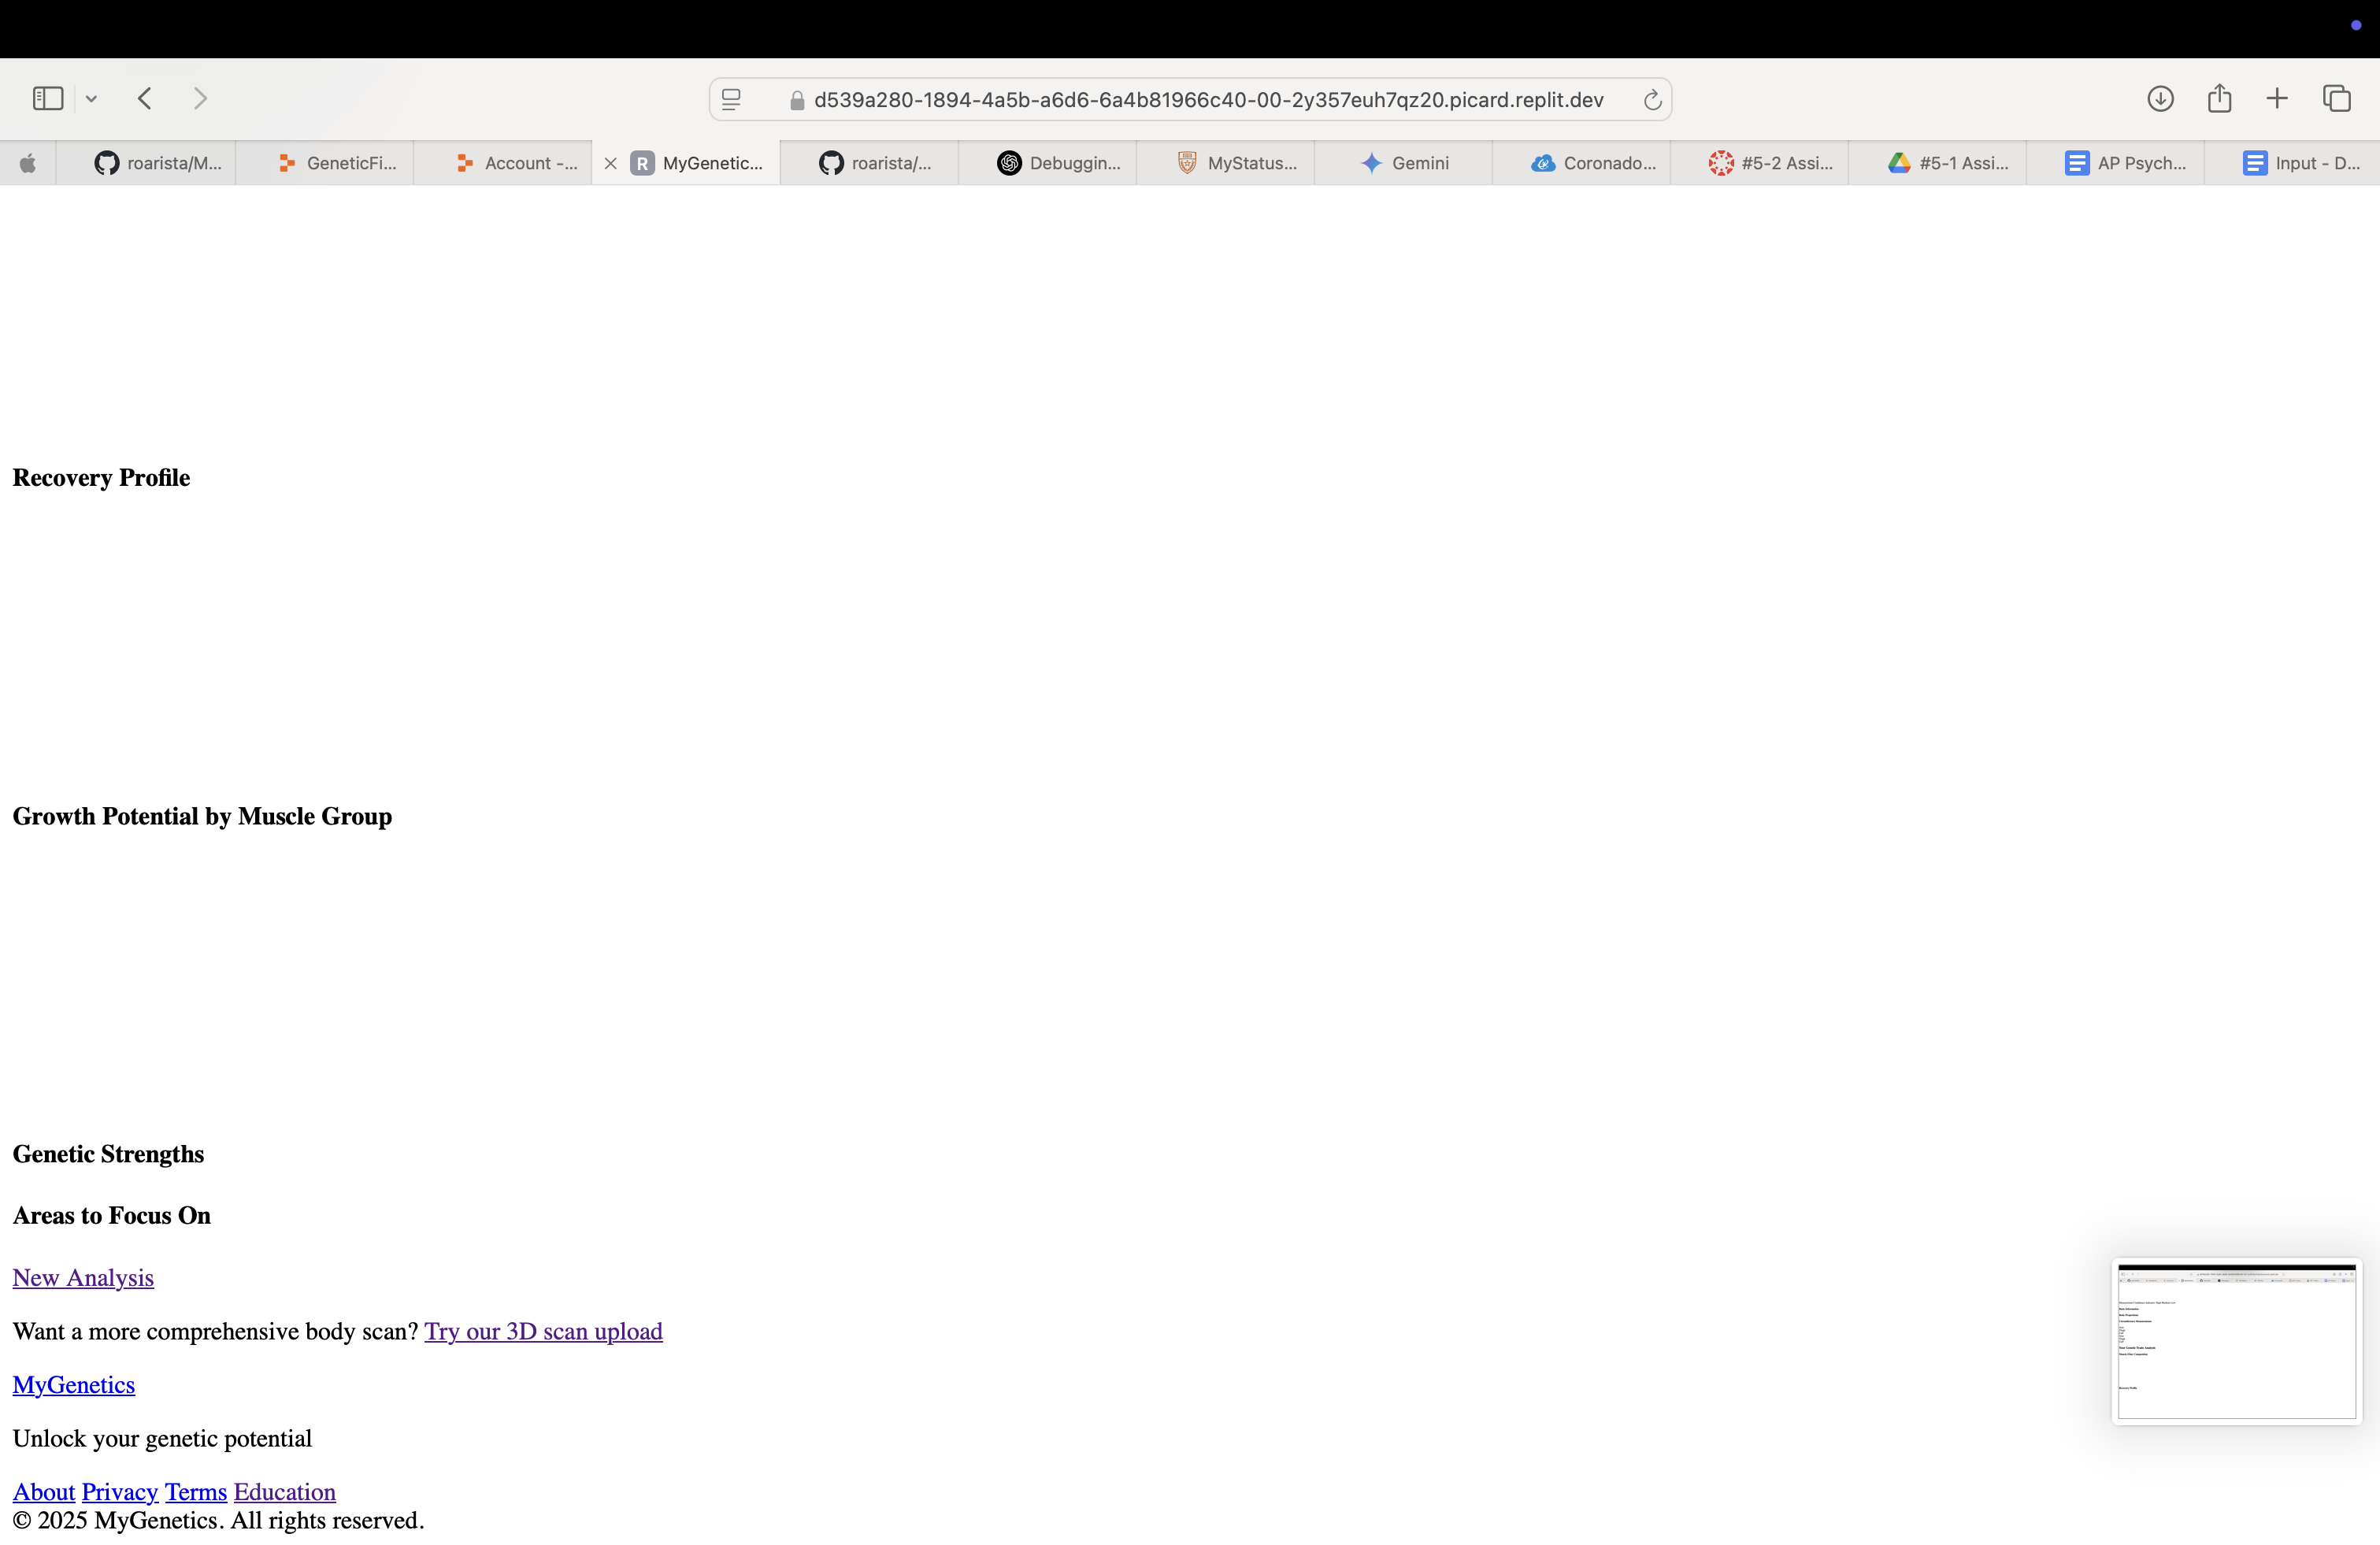 d539a280-1894-4a5b-a6d6-6a4b81966c40-00-2y357euh7qz20.picard.replit.dev
roarista/M... GeneticFi... Account -... R MyGenetic... roarista/... Debuggin... MyStatus... Gemini Coronado... #5-2 Assi... #5-1 Assi... AP Psych... Input - D...
Recovery Profile
Growth Potential by Muscle Group
Genetic Strengths
Areas to Focus On
New Analysis
Want a more comprehensive body scan? Try our 3D scan upload
MyGenetics
Unlock your genetic potential
About Privacy Terms Education
© 2025 MyGenetics. All rights reserved.